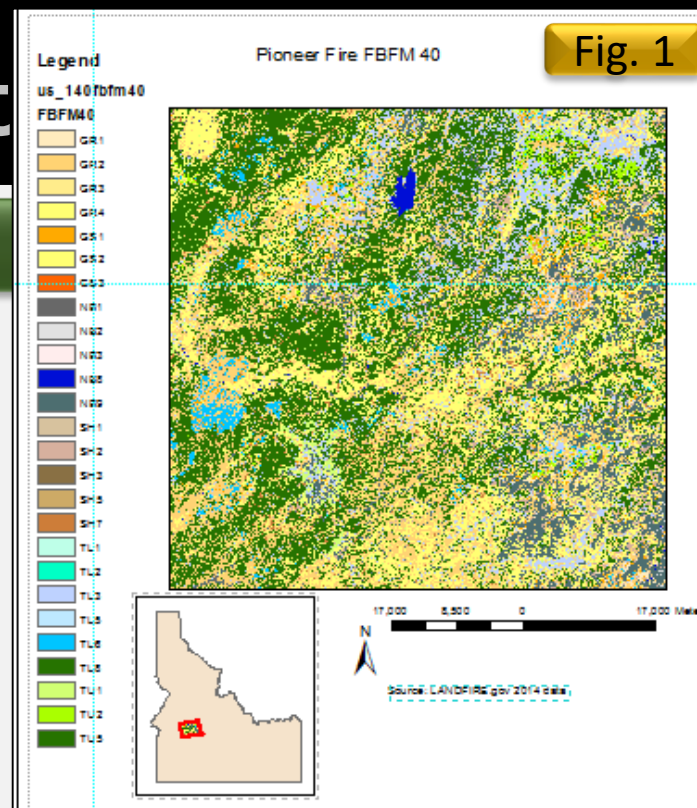 Fig. 1
Pioneer Fire FBFM 40
Legend
us_140fbfm40
FBFM40
GR1
GR2
GR3
GR4
GS1
GS2
GS3
NB1
NB2
NB3
NB8
NB9
SH1
SH2
SH3
SH5
SH7
TL1
TL2
TL3
TL5
TL6
TL8
TU1
TU2
TU5
17,000 8,500 0 17,000 Mete
N
Source: LANDFIRE.gov 2014 data